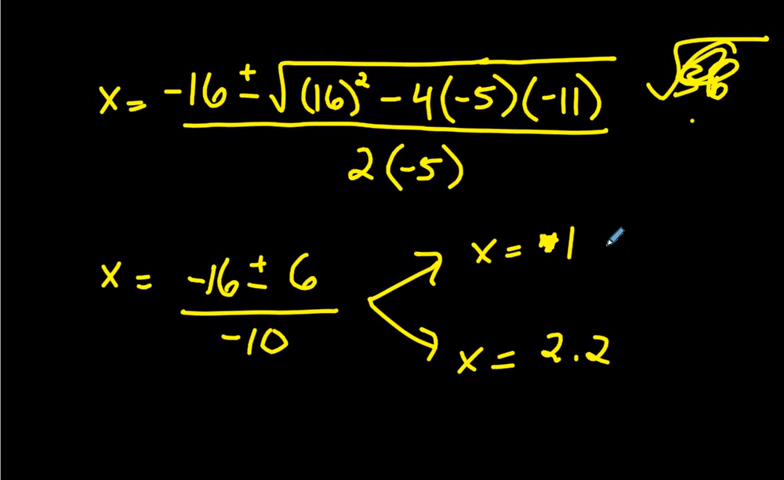 x = -16 ± √(16)² - 4(-5)(-11)
2(-5)
x = -16 ± 6
-10
x = 1
x = 2.2